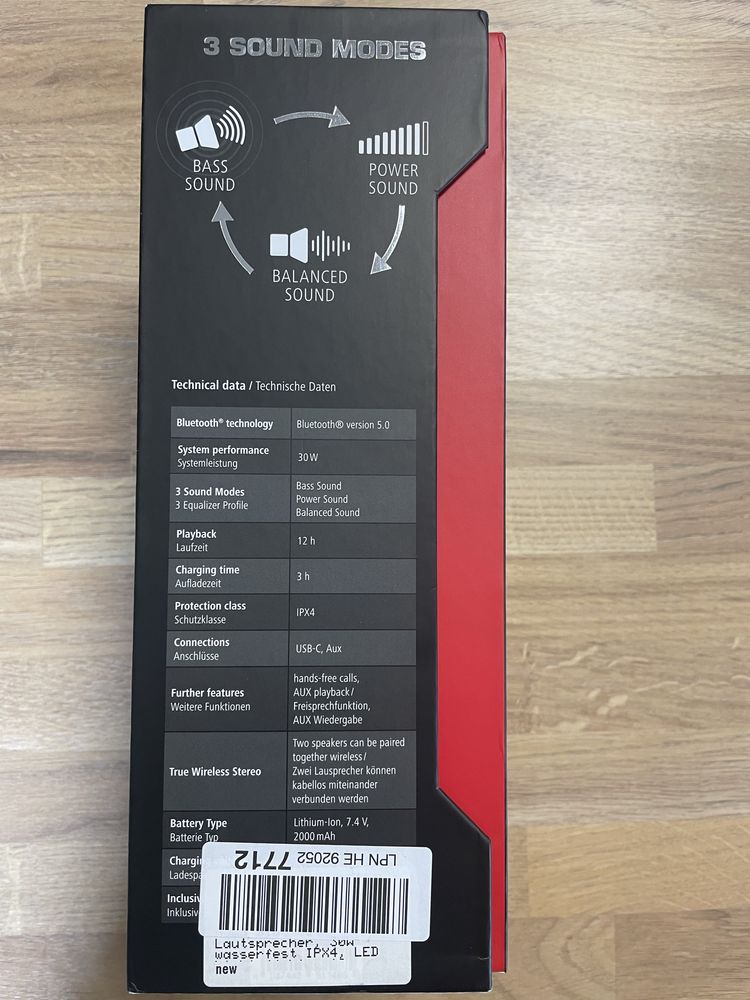 3 SOUND MODES
BASS
SOUND
POWER
SOUND
BALANCED
SOUND
Technical data / Technische Daten
Bluetooth® technology
Bluetooth® version 5.0
System performance
Systemleistung
30 W
3 Sound Modes
3 Equalizer Profile
Bass Sound
Power Sound
Balanced Sound
Playback
Laufzeit
12 h
Charging time
Aufladezeit
3 h
Protection class
Schutzklasse
IPX4
Connections
Anschlüsse
USB-C, Aux
Further features
Weitere Funktionen
hands-free calls,
AUX playback /
Freisprechfunktion,
AUX Wiedergabe
True Wireless Stereo
Two speakers can be paired
together wireless /
Zwei Lausprecher können
kabellos miteinander
verbunden werden
Battery Type
Batterie Typ
Lithium-Ion, 7.4 V,
2000 mAh
LPN HE 92052 7712
Lautsprecher, 30W
wasserfest IPX4, LED
new